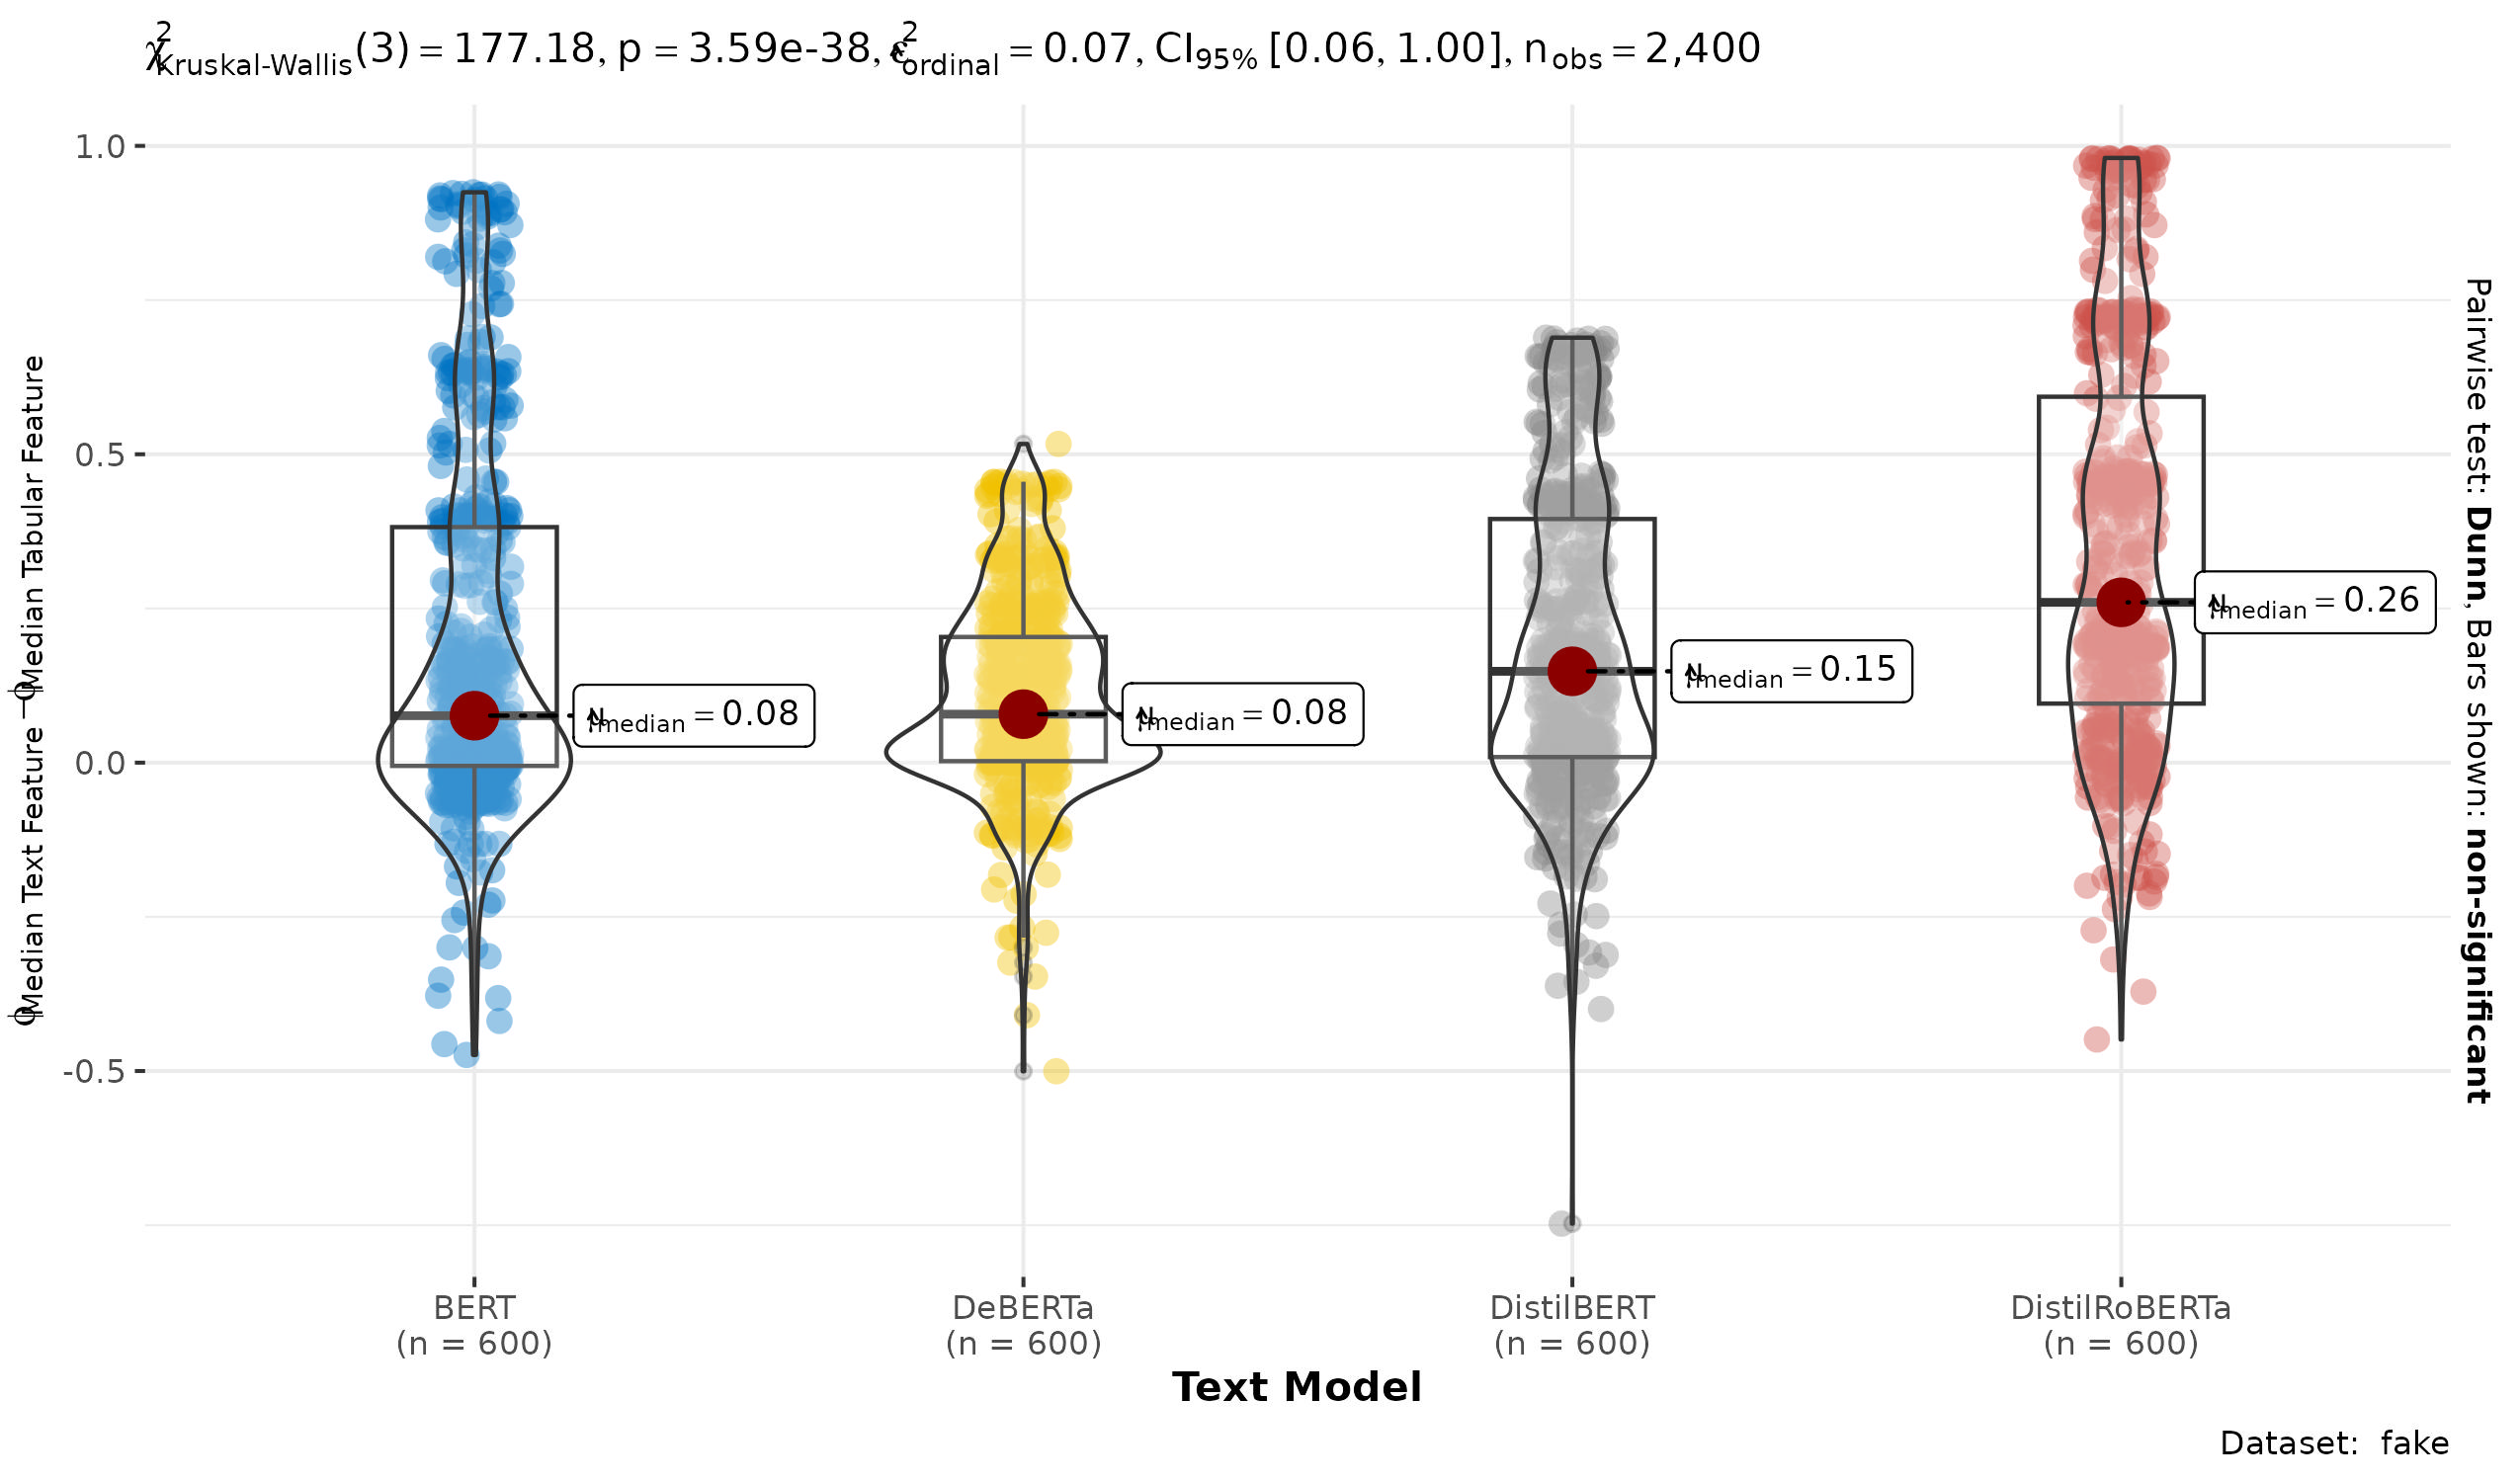 χ²Kruskal-Wallis(3) = 177.18, p = 3.59e-38, ε²ordinal = 0.07, CI95% [0.06, 1.00], nobs = 2,400
ϕMedian Text Feature − ϕMedian Tabular Feature
1.0
0.5
0.0
-0.5
μ̂median = 0.08
μ̂median = 0.08
μ̂median = 0.15
μ̂median = 0.26
Pairwise test: Dunn, Bars shown: non-significant
BERT
(n = 600)
DeBERTa
(n = 600)
DistilBERT
(n = 600)
DistilRoBERTa
(n = 600)
Text Model
Dataset: fake